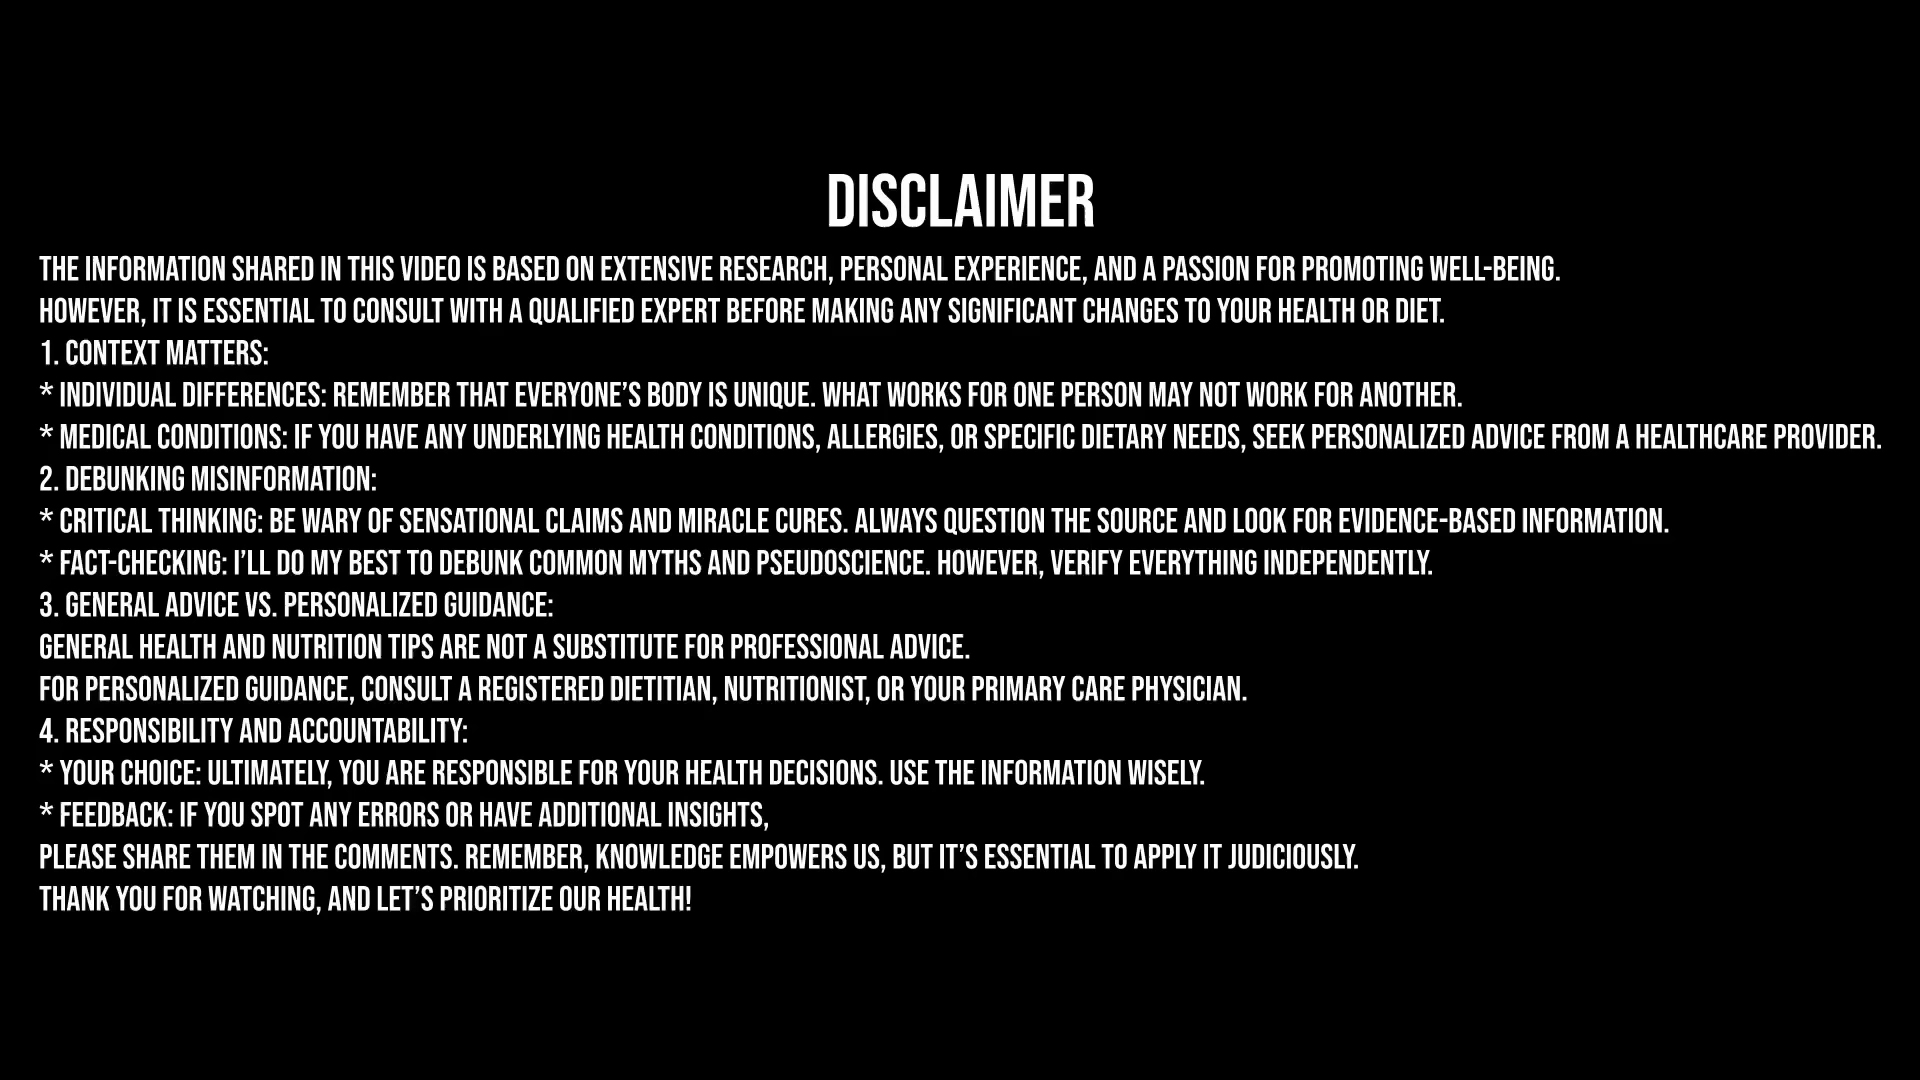 DISCLAIMER
THE INFORMATION SHARED IN THIS VIDEO IS BASED ON EXTENSIVE RESEARCH, PERSONAL EXPERIENCE, AND A PASSION FOR PROMOTING WELL-BEING.
HOWEVER, IT IS ESSENTIAL TO CONSULT WITH A QUALIFIED EXPERT BEFORE MAKING ANY SIGNIFICANT CHANGES TO YOUR HEALTH OR DIET.
1. CONTEXT MATTERS:
* INDIVIDUAL DIFFERENCES: REMEMBER THAT EVERYONE’S BODY IS UNIQUE. WHAT WORKS FOR ONE PERSON MAY NOT WORK FOR ANOTHER.
* MEDICAL CONDITIONS: IF YOU HAVE ANY UNDERLYING HEALTH CONDITIONS, ALLERGIES, OR SPECIFIC DIETARY NEEDS, SEEK PERSONALIZED ADVICE FROM A HEALTHCARE PROVIDER.
2. DEBUNKING MISINFORMATION:
* CRITICAL THINKING: BE WARY OF SENSATIONAL CLAIMS AND MIRACLE CURES. ALWAYS QUESTION THE SOURCE AND LOOK FOR EVIDENCE-BASED INFORMATION.
* FACT-CHECKING: I’LL DO MY BEST TO DEBUNK COMMON MYTHS AND PSEUDOSCIENCE. HOWEVER, VERIFY EVERYTHING INDEPENDENTLY.
3. GENERAL ADVICE VS. PERSONALIZED GUIDANCE:
GENERAL HEALTH AND NUTRITION TIPS ARE NOT A SUBSTITUTE FOR PROFESSIONAL ADVICE.
FOR PERSONALIZED GUIDANCE, CONSULT A REGISTERED DIETITIAN, NUTRITIONIST, OR YOUR PRIMARY CARE PHYSICIAN.
4. RESPONSIBILITY AND ACCOUNTABILITY:
* YOUR CHOICE: ULTIMATELY, YOU ARE RESPONSIBLE FOR YOUR HEALTH DECISIONS. USE THE INFORMATION WISELY.
* FEEDBACK: IF YOU SPOT ANY ERRORS OR HAVE ADDITIONAL INSIGHTS,
PLEASE SHARE THEM IN THE COMMENTS. REMEMBER, KNOWLEDGE EMPOWERS US, BUT IT’S ESSENTIAL TO APPLY IT JUDICIOUSLY.
THANK YOU FOR WATCHING, AND LET’S PRIORITIZE OUR HEALTH!